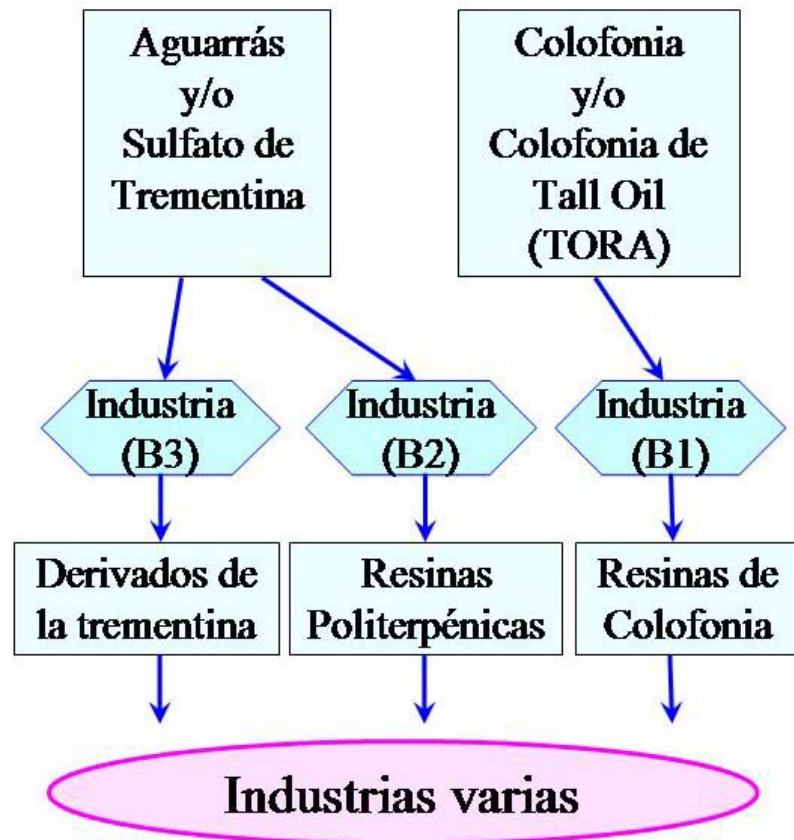 Aguarrás
y/o
Sulfato de
Trementina
Colofonia
y/o
Colofonia de
Tall Oil
(TORA)
Industria
(B3)
Industria
(B2)
Industria
(B1)
Derivados de
la trementina
Resinas
Politerpénicas
Resinas de
Colofonia
Industrias varias